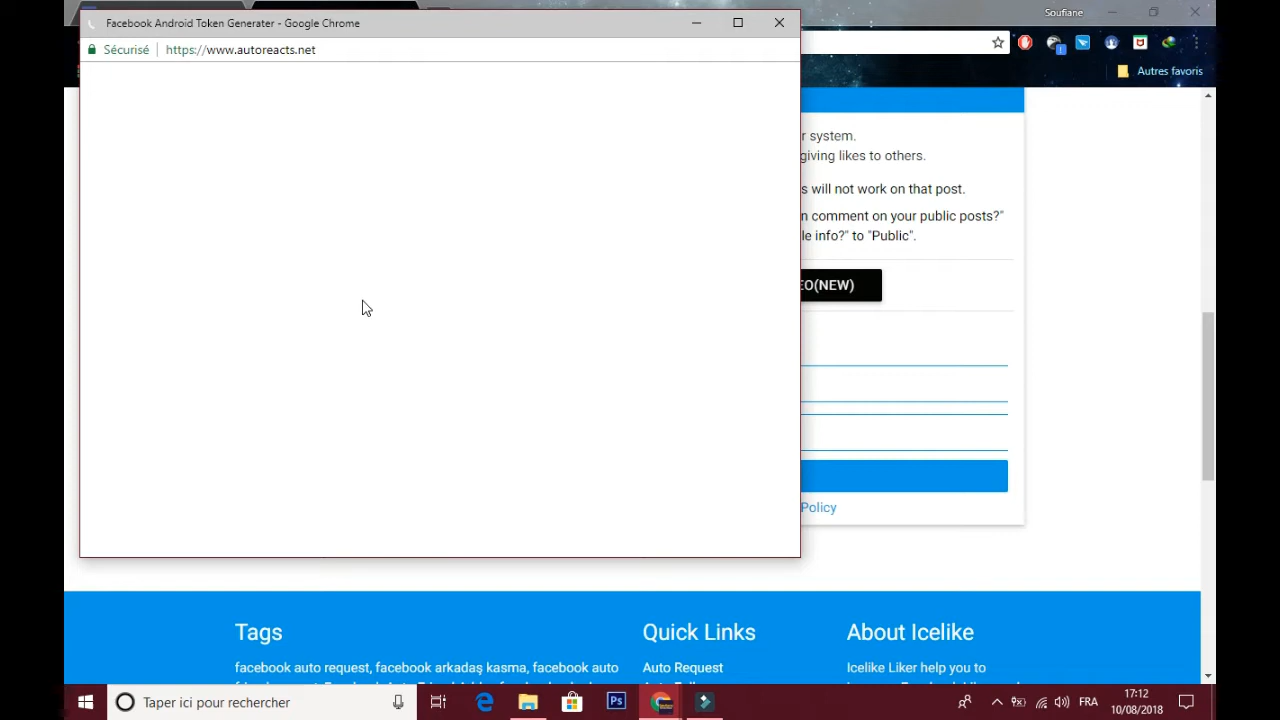 Facebook Android Token Generater - Google Chrome
Soufiane
Sécurisé
https://www.autoreacts.net
Autres favoris
system.
giving likes to others.
will not work on that post.
comment on your public posts?"
info?" to "Public".
(NEW)
Policy
Tags
Quick Links
About Icelike
facebook auto request, facebook arkadaş kasma, facebook auto
Auto Request
Icelike Liker help you to
Taper ici pour rechercher
Ps
FRA
17:12
10/08/2018